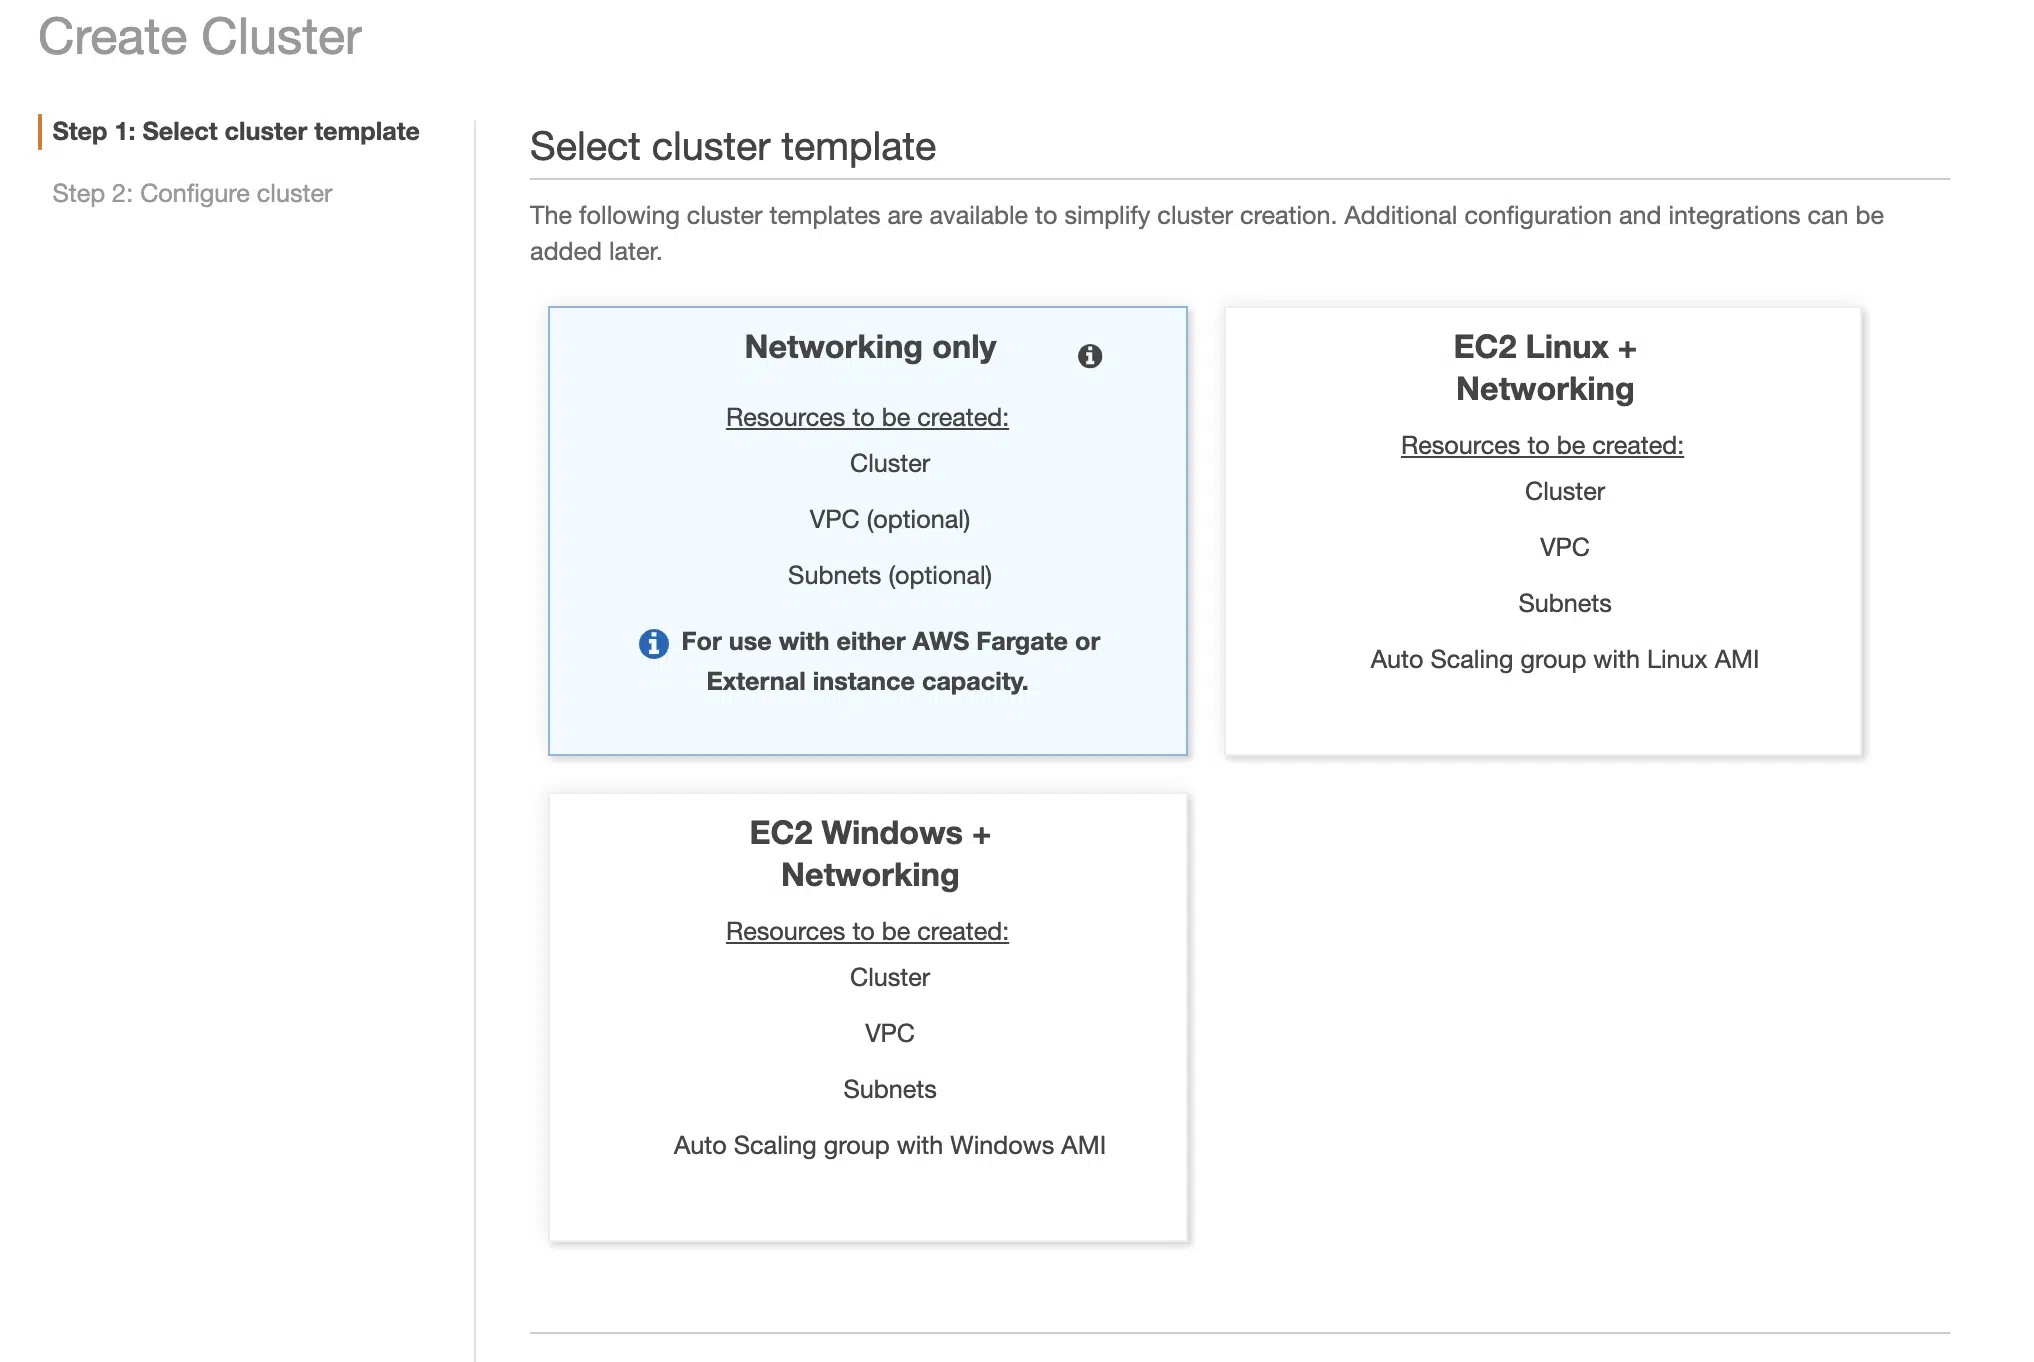 Create Cluster
Step 1: Select cluster template
Step 2: Configure cluster
Select cluster template
The following cluster templates are available to simplify cluster creation. Additional configuration and integrations can be
added later.
Networking only
Resources to be created:
Cluster
VPC (optional)
Subnets (optional)
For use with either AWS Fargate or
External instance capacity.
EC2 Linux +
Networking
Resources to be created:
Cluster
VPC
Subnets
Auto Scaling group with Linux AMI
EC2 Windows +
Networking
Resources to be created:
Cluster
VPC
Subnets
Auto Scaling group with Windows AMI